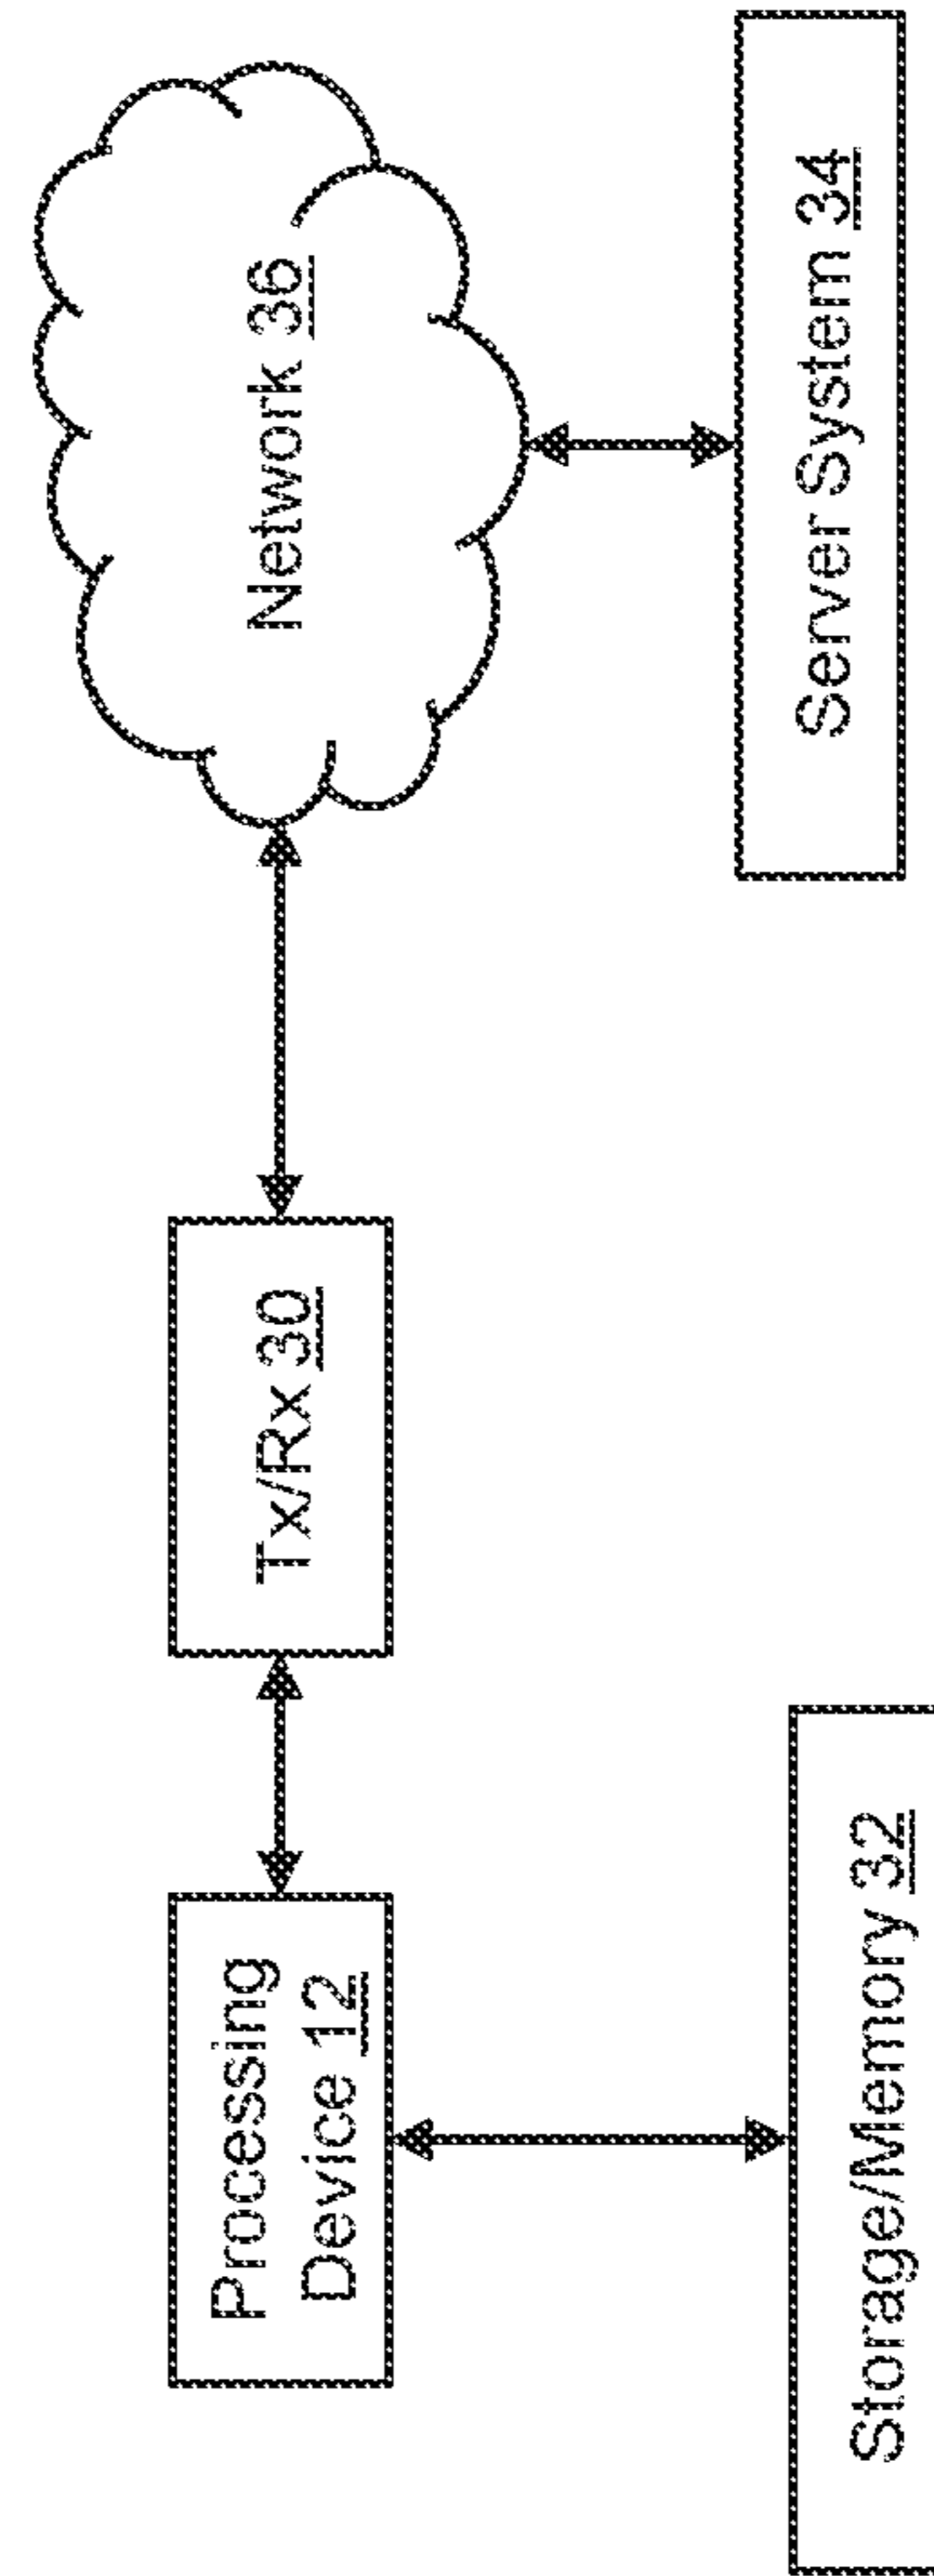 Processing
Device 12
Tx/Rx 30
Network 36
Storage/Memory 32
Server System 34